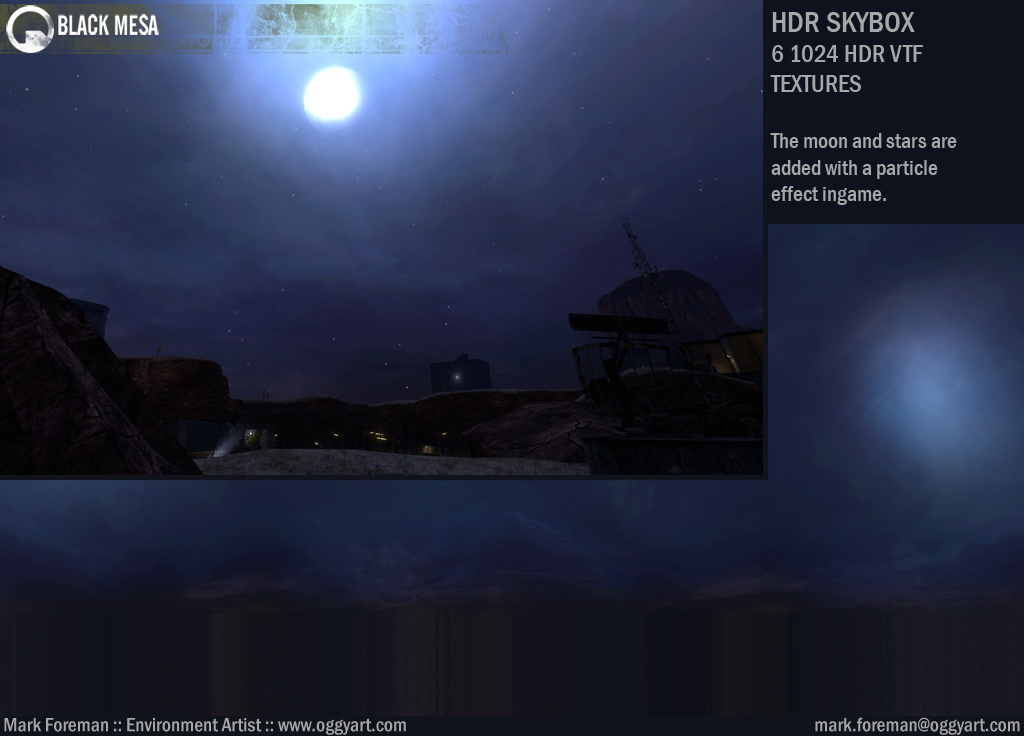 BLACK MESA
HDR SKYBOX
6 1024 HDR VTF
TEXTURES
The moon and stars are
added with a particle
effect ingame.
Mark Foreman :: Environment Artist :: www.oggyart.com
mark.foreman@oggyart.com